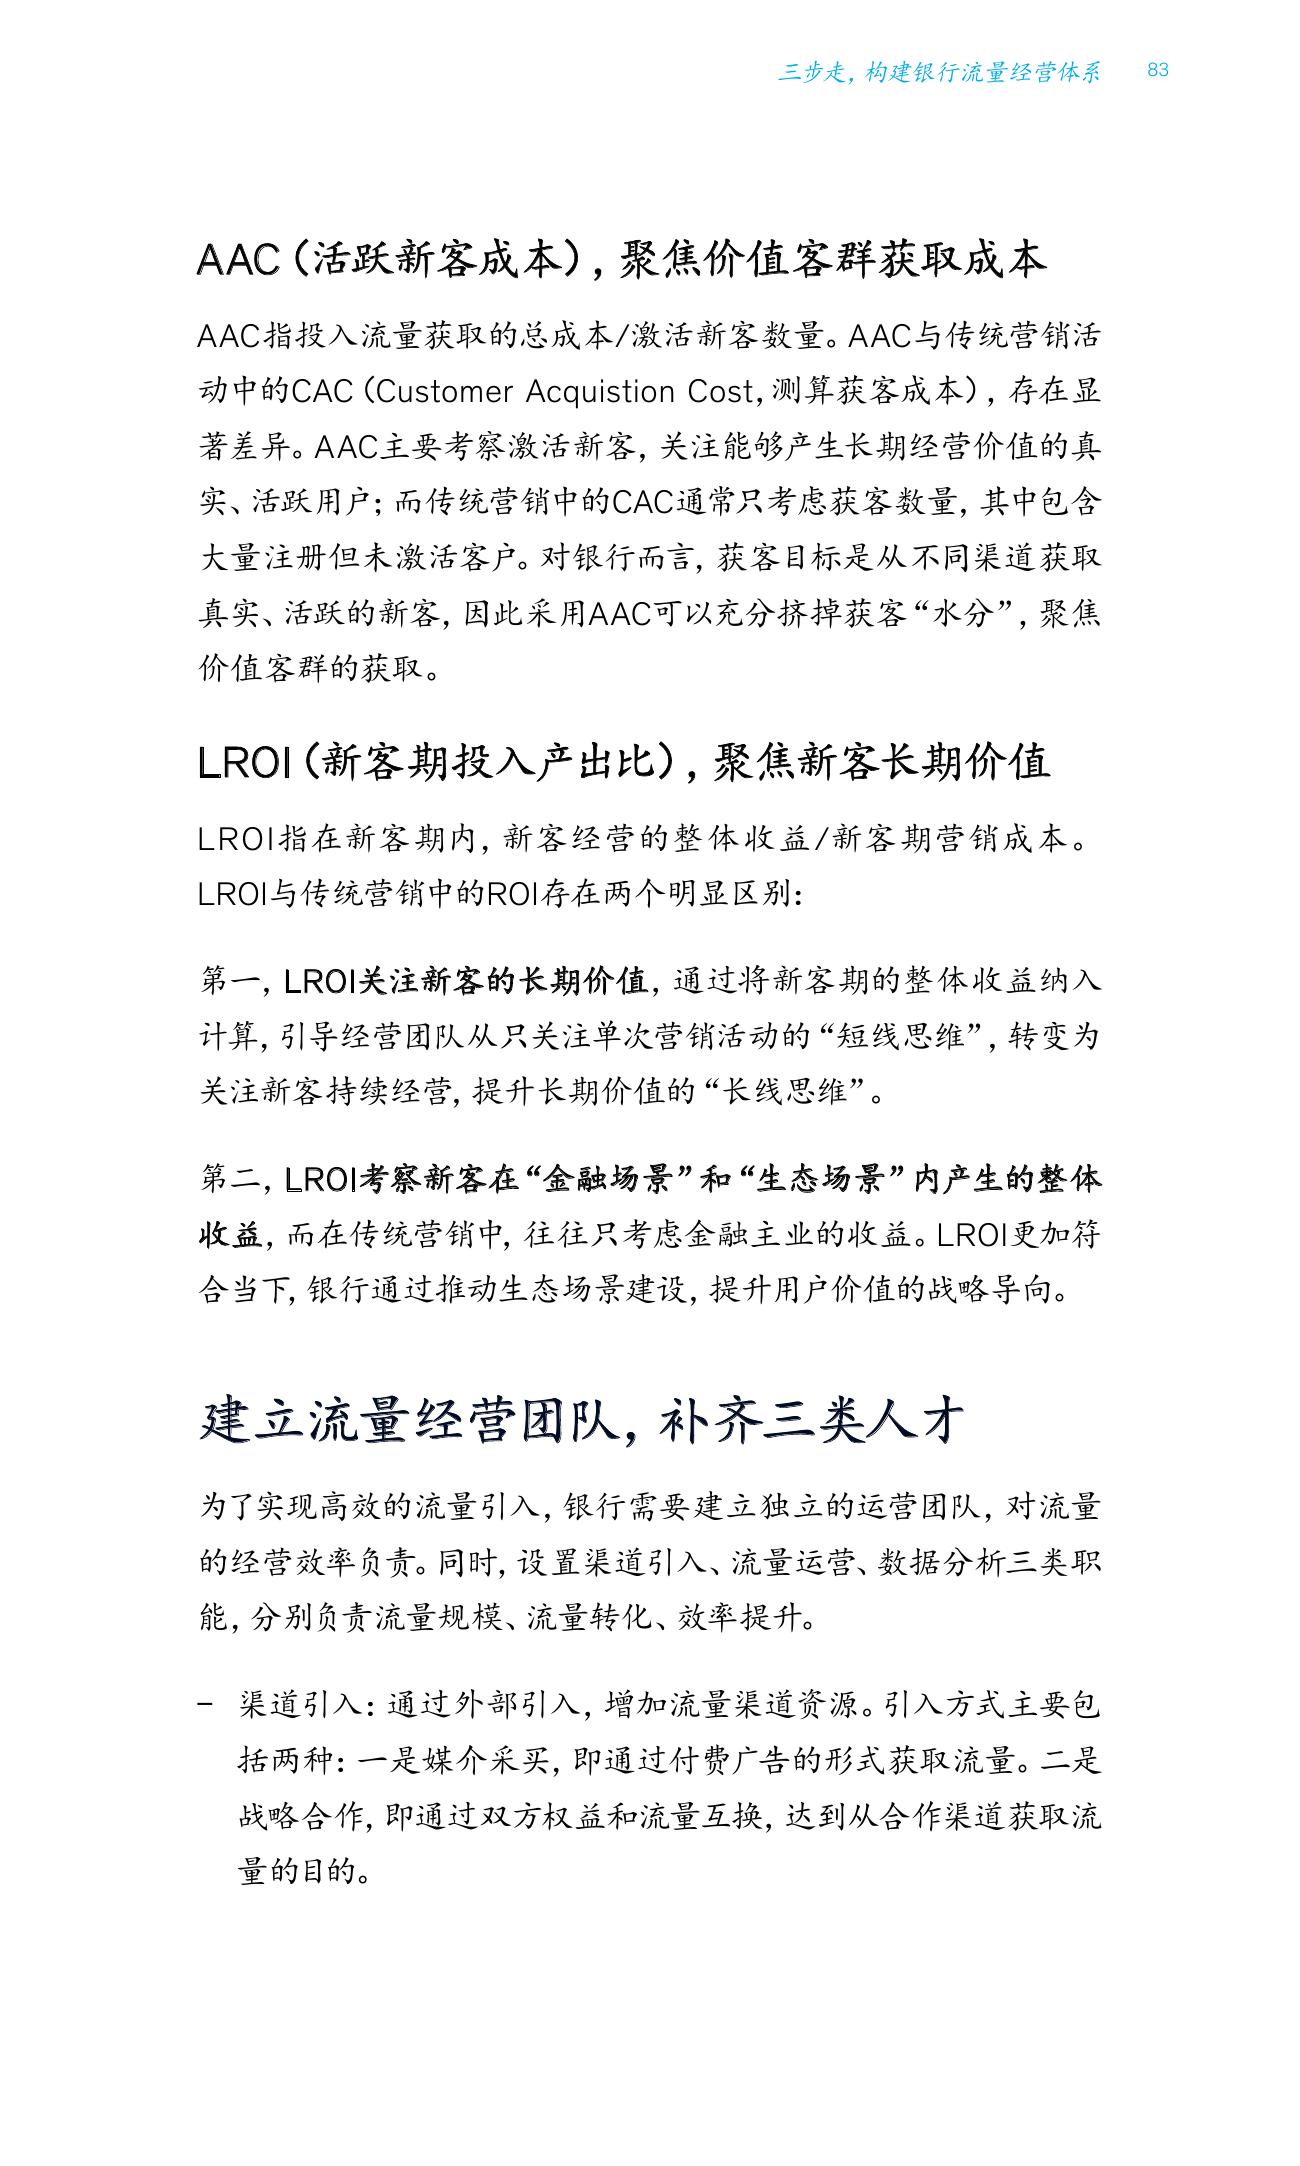 三步走，构建银行流量经营体系 83
AAC（活跃新客成本），聚焦价值客群获取成本
AAC指投入流量获取的总成本/激活新客数量。AAC与传统营销活
动中的CAC（Customer Acquistion Cost，测算获客成本），存在显
著差异。AAC主要考察激活新客，关注能够产生长期经营价值的真
实、活跃用户；而传统营销中的CAC通常只考虑获客数量，其中包含
大量注册但未激活客户。对银行而言，获客目标是从不同渠道获取
真实、活跃的新客，因此采用AAC可以充分挤掉获客“水分”，聚焦
价值客群的获取。
LROI（新客期投入产出比），聚焦新客长期价值
LROI指在新客期内，新客经营的整体收益/新客期营销成本。
LROI与传统营销中的ROI存在两个明显区别：
第一，LROI关注新客的长期价值，通过将新客期的整体收益纳入
计算，引导经营团队从只关注单次营销活动的“短线思维”，转变为
关注新客持续经营，提升长期价值的“长线思维”。
第二，LROI考察新客在“金融场景”和“生态场景”内产生的整体
收益，而在传统营销中，往往只考虑金融主业的收益。LROI更加符
合当下，银行通过推动生态场景建设，提升用户价值的战略导向。
建立流量经营团队，补齐三类人才
为了实现高效的流量引入，银行需要建立独立的运营团队，对流量
的经营效率负责。同时，设置渠道引入、流量运营、数据分析三类职
能，分别负责流量规模、流量转化、效率提升。
– 渠道引入：通过外部引入，增加流量渠道资源。引入方式主要包
括两种：一是媒介采买，即通过付费广告的形式获取流量。二是
战略合作，即通过双方权益和流量互换，达到从合作渠道获取流
量的目的。